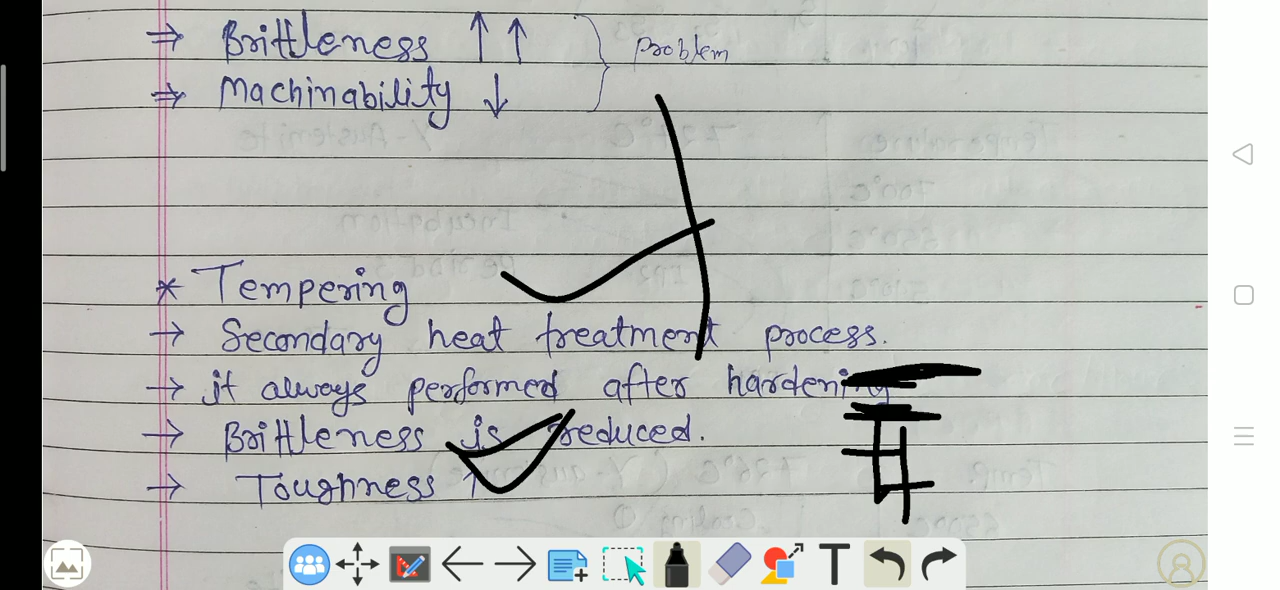 ⇒ Brittleness ↑ ↑ } Problem
⇒ Machinability ↓
* Tempering
→ Secondary heat treatment process.
→ it always performed after hardening
→ Brittleness is reduced.
→ Toughness ↑
T